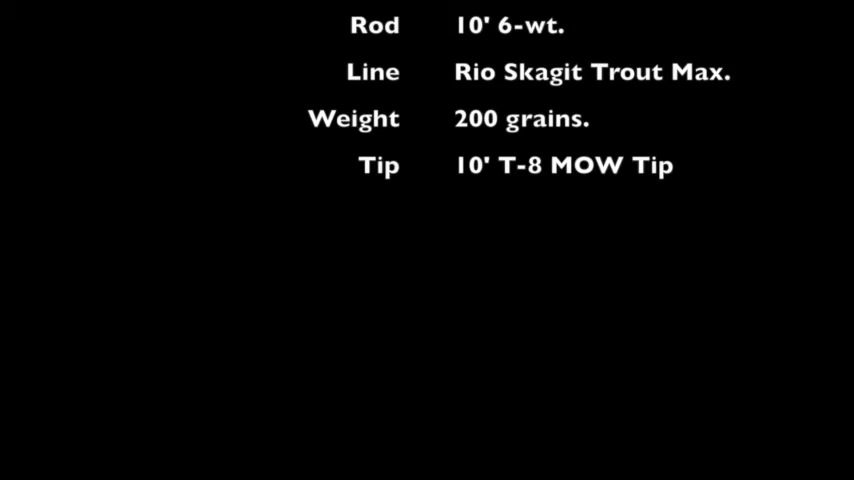 Rod 10' 6-wt.
Line Rio Skagit Trout Max.
Weight 200 grains.
Tip 10' T-8 MOW Tip